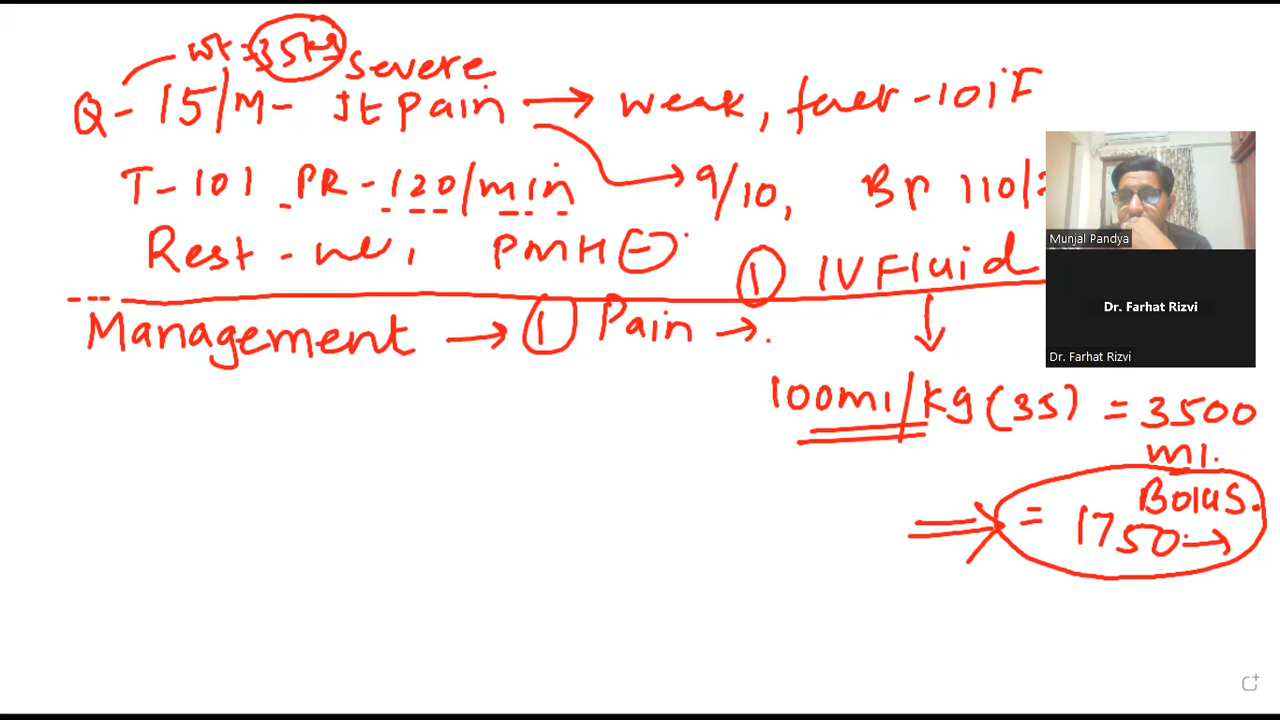 wt = 35kg
severe
Q- 15/M- Jt Pain → weak, fever - 101F
T-101 PR-120/min → 9/10, BP 110/
Rest - NL, PMH ⊖
① IV Fluid
Management → ① Pain →.
100ml/kg (35) = 3500
ml.
Bolus.
= 1750 →
Munjal Pandya
Dr. Farhat Rizvi
Dr. Farhat Rizvi